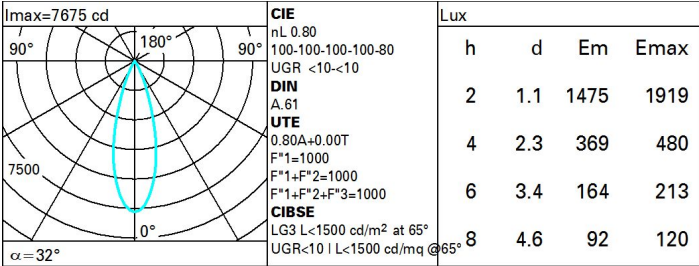 Imax=7675 cd
90°
180°
90°
7500
0°
α=32°
CIE
nL 0.80
100-100-100-100-80
UGR <10-<10
DIN
A.61
UTE
0.80A+0.00T
F"1=1000
F"1+F"2=1000
F"1+F"2+F"3=1000
CIBSE
LG3 L<1500 cd/m² at 65°
UGR<10 | L<1500 cd/mq @65°
Lux
h d Em Emax
2 1.1 1475 1919
4 2.3 369 480
6 3.4 164 213
8 4.6 92 120